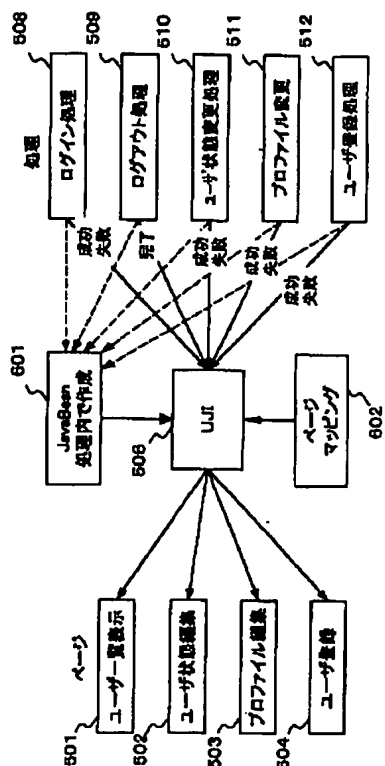 処理
508
ログイン処理
509
ログアウト処理
510
ユーザ状態変更処理
511
プロファイル変更
512
ユーザ登録処理
成功
失敗
完了
成功
失敗
成功
失敗
成功
失敗
601
JavaBean
処理内で作成
506
UJI
ページ
マッピング
602
ページ
501
ユーザ一覧表示
502
ユーザ状態編集
503
プロファイル編集
504
ユーザ登録